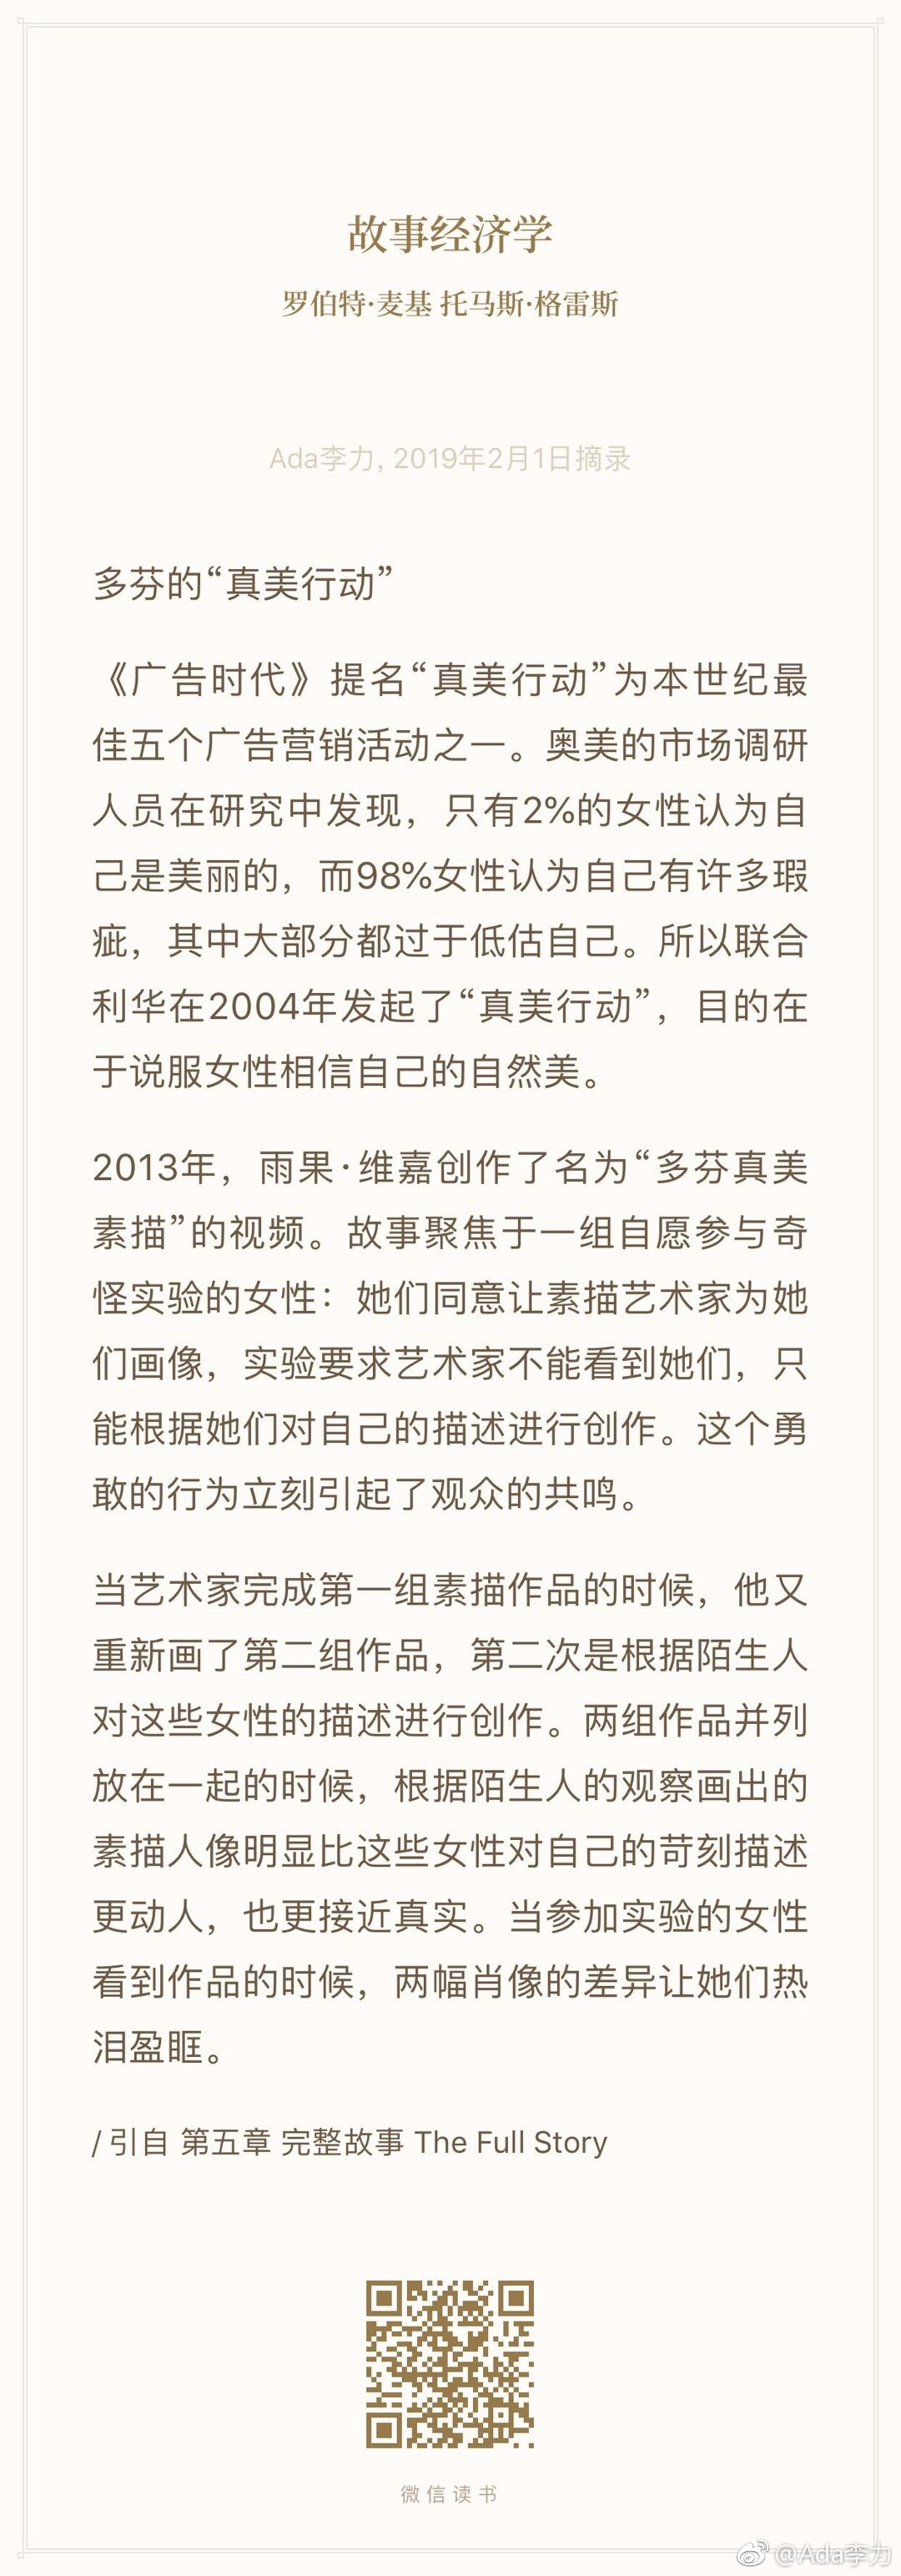 故事经济学
罗伯特·麦基 托马斯·格雷斯
Ada李力, 2019年2月1日摘录
多芬的“真美行动”
《广告时代》提名“真美行动”为本世纪最
佳五个广告营销活动之一。奥美的市场调研
人员在研究中发现，只有2%的女性认为自
己是美丽的，而98%女性认为自己有许多瑕
疵，其中大部分都过于低估自己。所以联合
利华在2004年发起了“真美行动”，目的在
于说服女性相信自己的自然美。
2013年，雨果·维嘉创作了名为“多芬真美
素描”的视频。故事聚焦于一组自愿参与奇
怪实验的女性：她们同意让素描艺术家为她
们画像，实验要求艺术家不能看到她们，只
能根据她们对自己的描述进行创作。这个勇
敢的行为立刻引起了观众的共鸣。
当艺术家完成第一组素描作品的时候，他又
重新画了第二组作品，第二次是根据陌生人
对这些女性的描述进行创作。两组作品并列
放在一起的时候，根据陌生人的观察画出的
素描人像明显比这些女性对自己的苛刻描述
更动人，也更接近真实。当参加实验的女性
看到作品的时候，两幅肖像的差异让她们热
泪盈眶。
/ 引自 第五章 完整故事 The Full Story
微信读书
@Ada李力